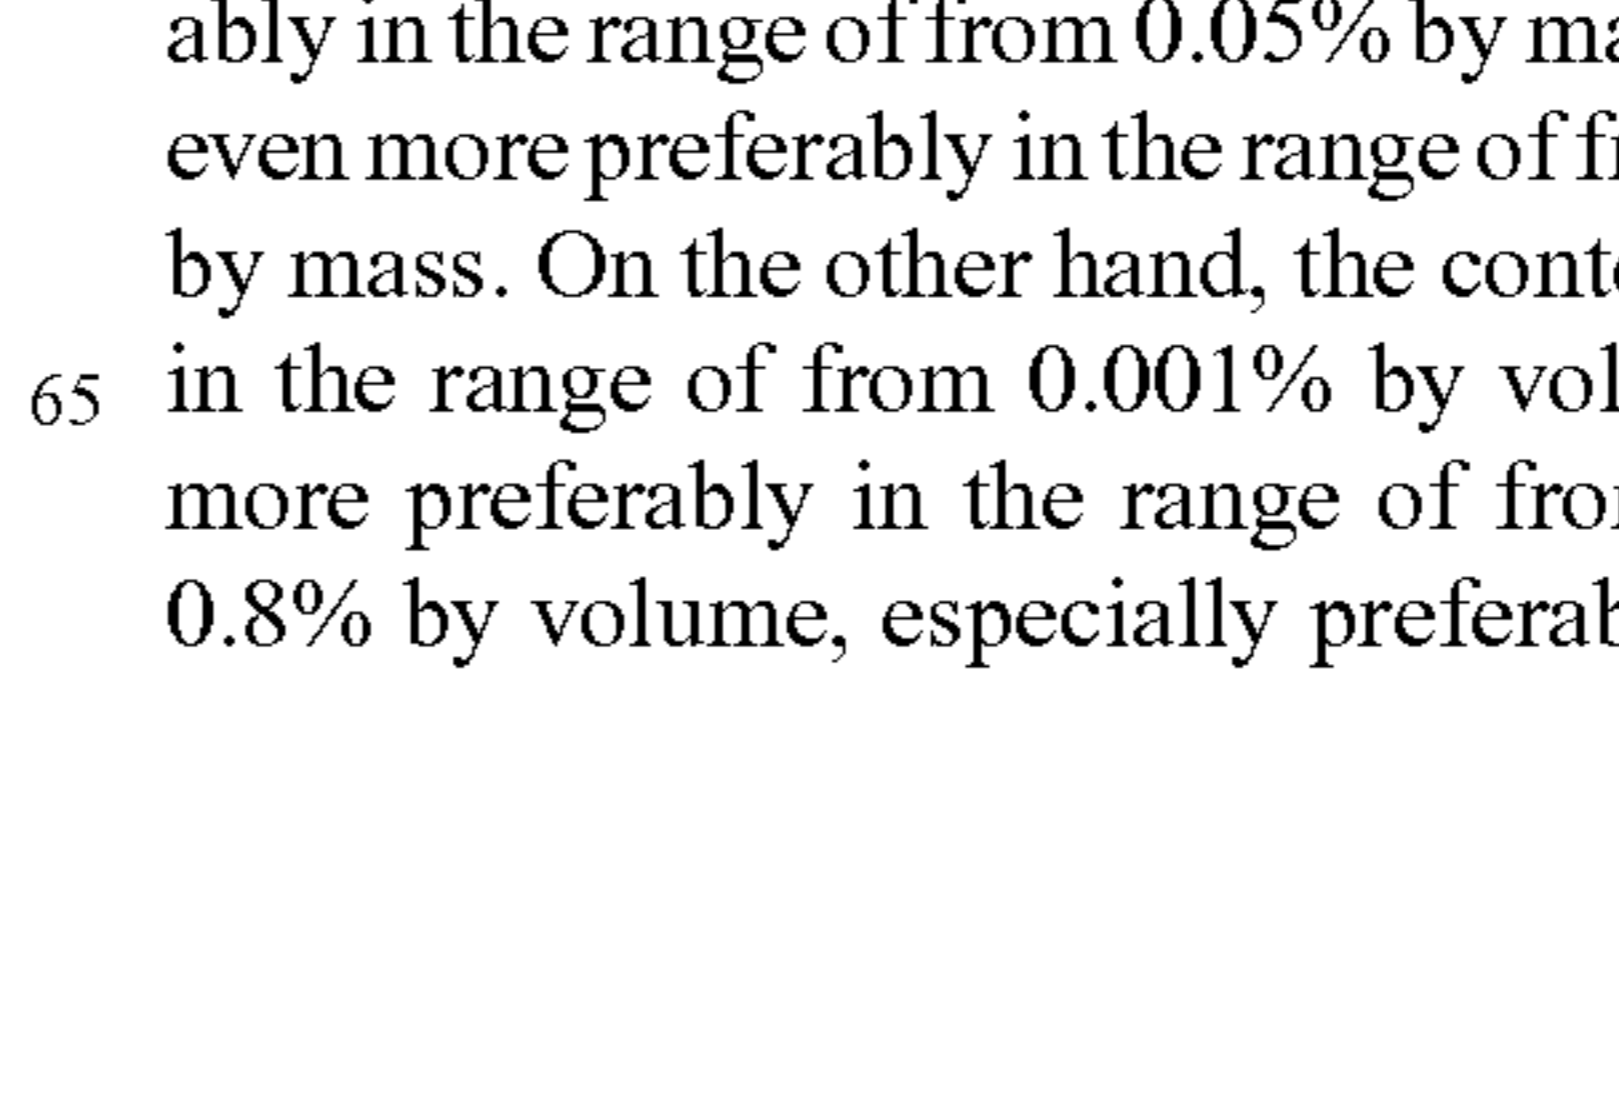 ably in the range of from 0.05% by
even more preferably in the range of
by mass. On the other hand, the
65 in the range of from 0.001% by
more preferably in the range of
0.8% by volume, especially